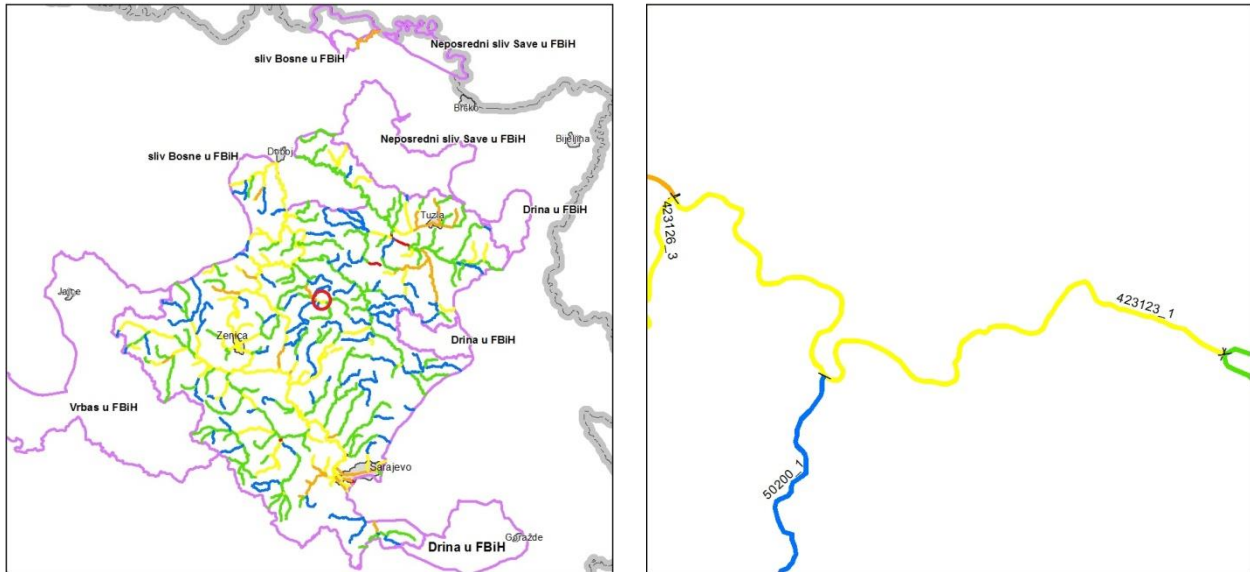 Neposredni sliv Save u FBiH
sliv Bosne u FBiH
Brčko
Bijeljina
Neposredni sliv Save u FBiH
sliv Bosne u FBiH
Doboj
Drina u FBiH
Tuzla
Jajce
Zenica
Drina u FBiH
Vrbas u FBiH
Sarajevo
Drina u FBiH
Goražde
423126_3
423123_1
50200_1